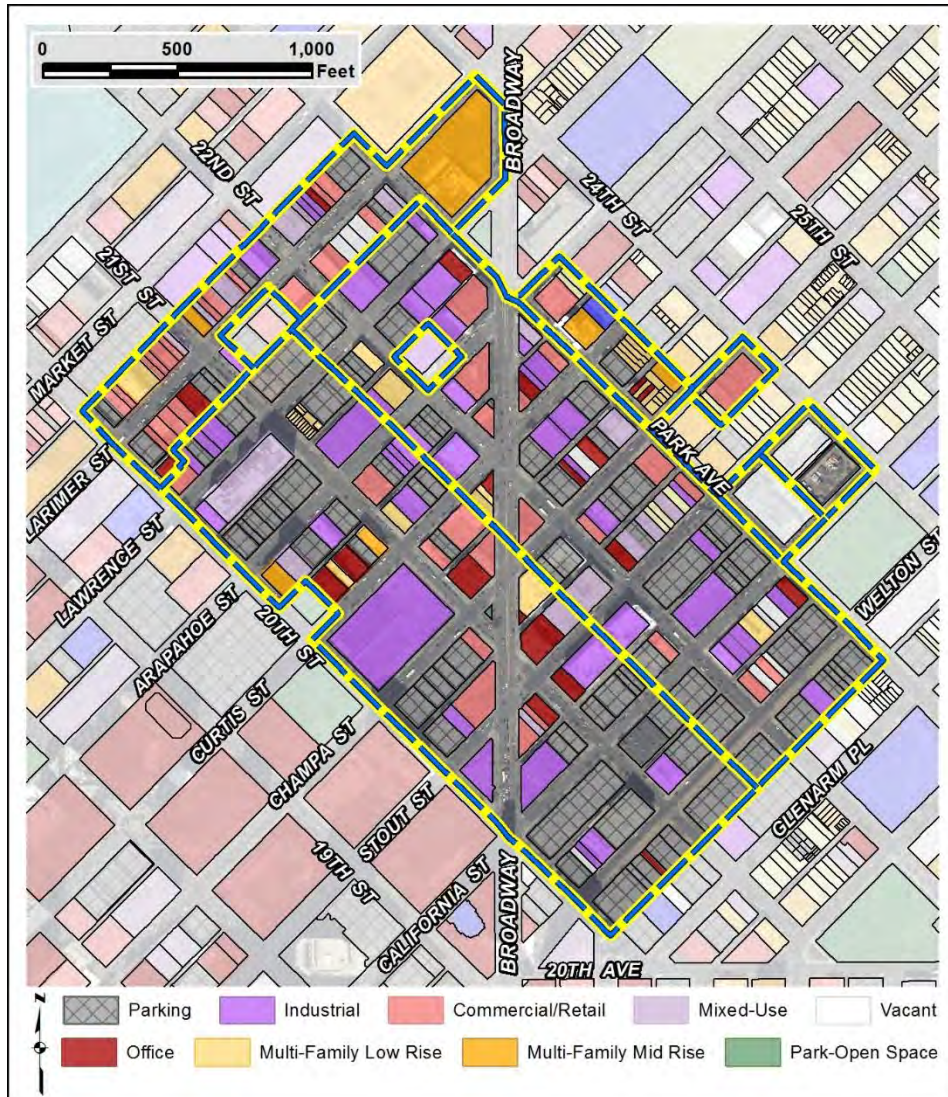 0 500 1,000
Feet
BROADWAY
22ND ST
24TH ST
21ST ST
25TH ST
MARKET ST
PARK AVE
LARIMER ST
WELTON ST
LAWRENCE ST
ARAPAHOE ST
20TH ST
CURTIS ST
CHAMPA ST
GLENARM PL
STOUT ST
19TH ST
CALIFORNIA ST
BROADWAY
20TH AVE
N
Parking Industrial Commercial/Retail Mixed-Use Vacant
Office Multi-Family Low Rise Multi-Family Mid Rise Park-Open Space